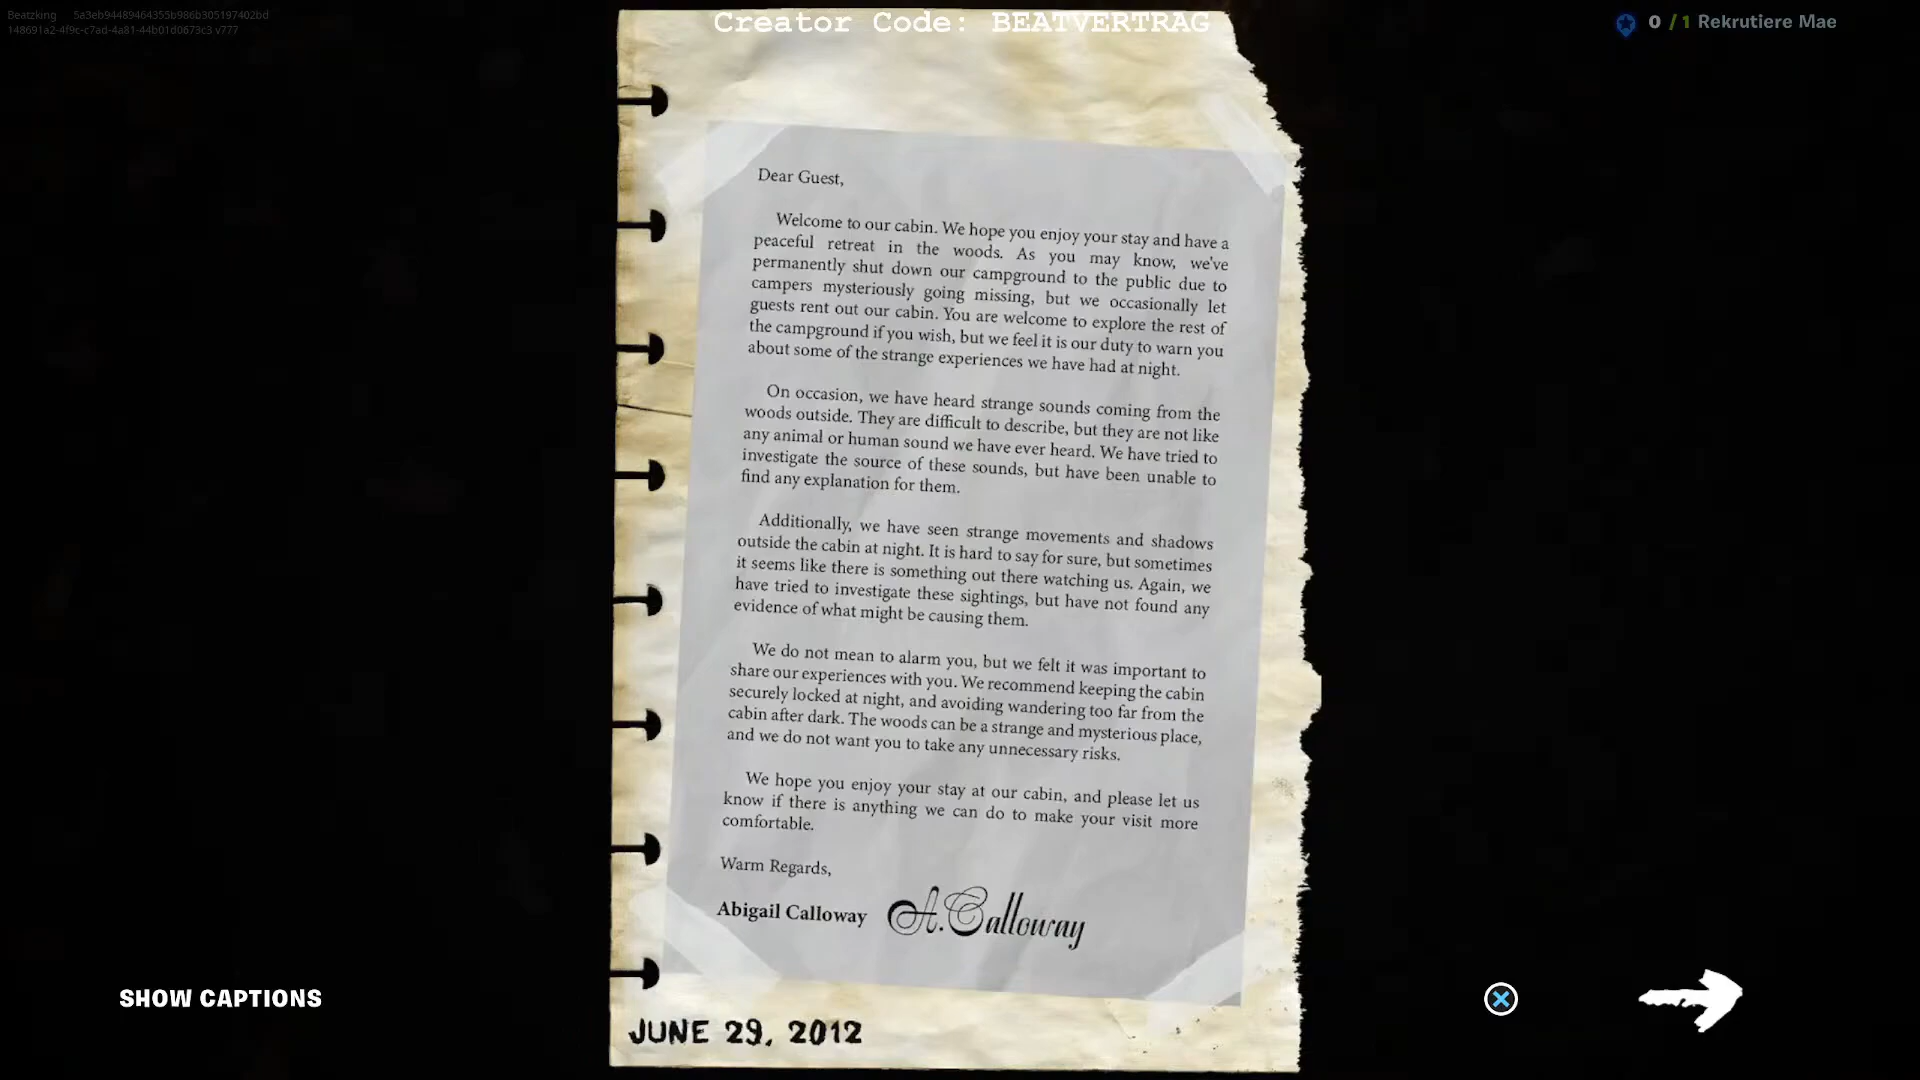 Beatzking 5a3eb94489464355b986b305197402bd
148691a2-4f9c-c7ad-4a81-44b01d0673c3 v777
Creator Code: BEATVERTRAG
0 / 1 Rekrutiere Mae
Dear Guest,
Welcome to our cabin. We hope you enjoy your stay and have a
peaceful retreat in the woods. As you may know, we've
permanently shut down our campground to the public due to
campers mysteriously going missing, but we occasionally let
guests rent out our cabin. You are welcome to explore the rest of
the campground if you wish, but we feel it is our duty to warn you
about some of the strange experiences we have had at night.
On occasion, we have heard strange sounds coming from the
woods outside. They are difficult to describe, but they are not like
any animal or human sound we have ever heard. We have tried to
investigate the source of these sounds, but have been unable to
find any explanation for them.
Additionally, we have seen strange movements and shadows
outside the cabin at night. It is hard to say for sure, but sometimes
it seems like there is something out there watching us. Again, we
have tried to investigate these sightings, but have not found any
evidence of what might be causing them.
We do not mean to alarm you, but we felt it was important to
share our experiences with you. We recommend keeping the cabin
securely locked at night, and avoiding wandering too far from the
cabin after dark. The woods can be a strange and mysterious place,
and we do not want you to take any unnecessary risks.
We hope you enjoy your stay at our cabin, and please let us
know if there is anything we can do to make your visit more
comfortable.
Warm Regards,
Abigail Calloway A.Calloway
SHOW CAPTIONS
JUNE 29, 2012